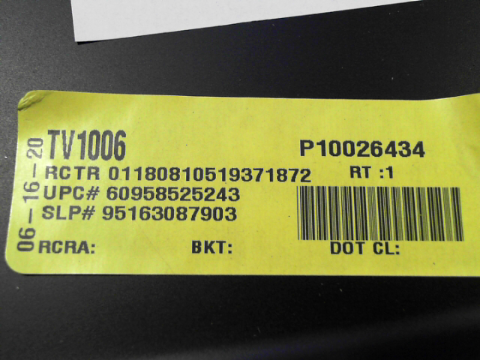 06-16-20
TV1006 P10026434
RCTR 01180810519371872 RT :1
UPC# 60958525243
SLP# 95163087903
RCRA: BKT: DOT CL: